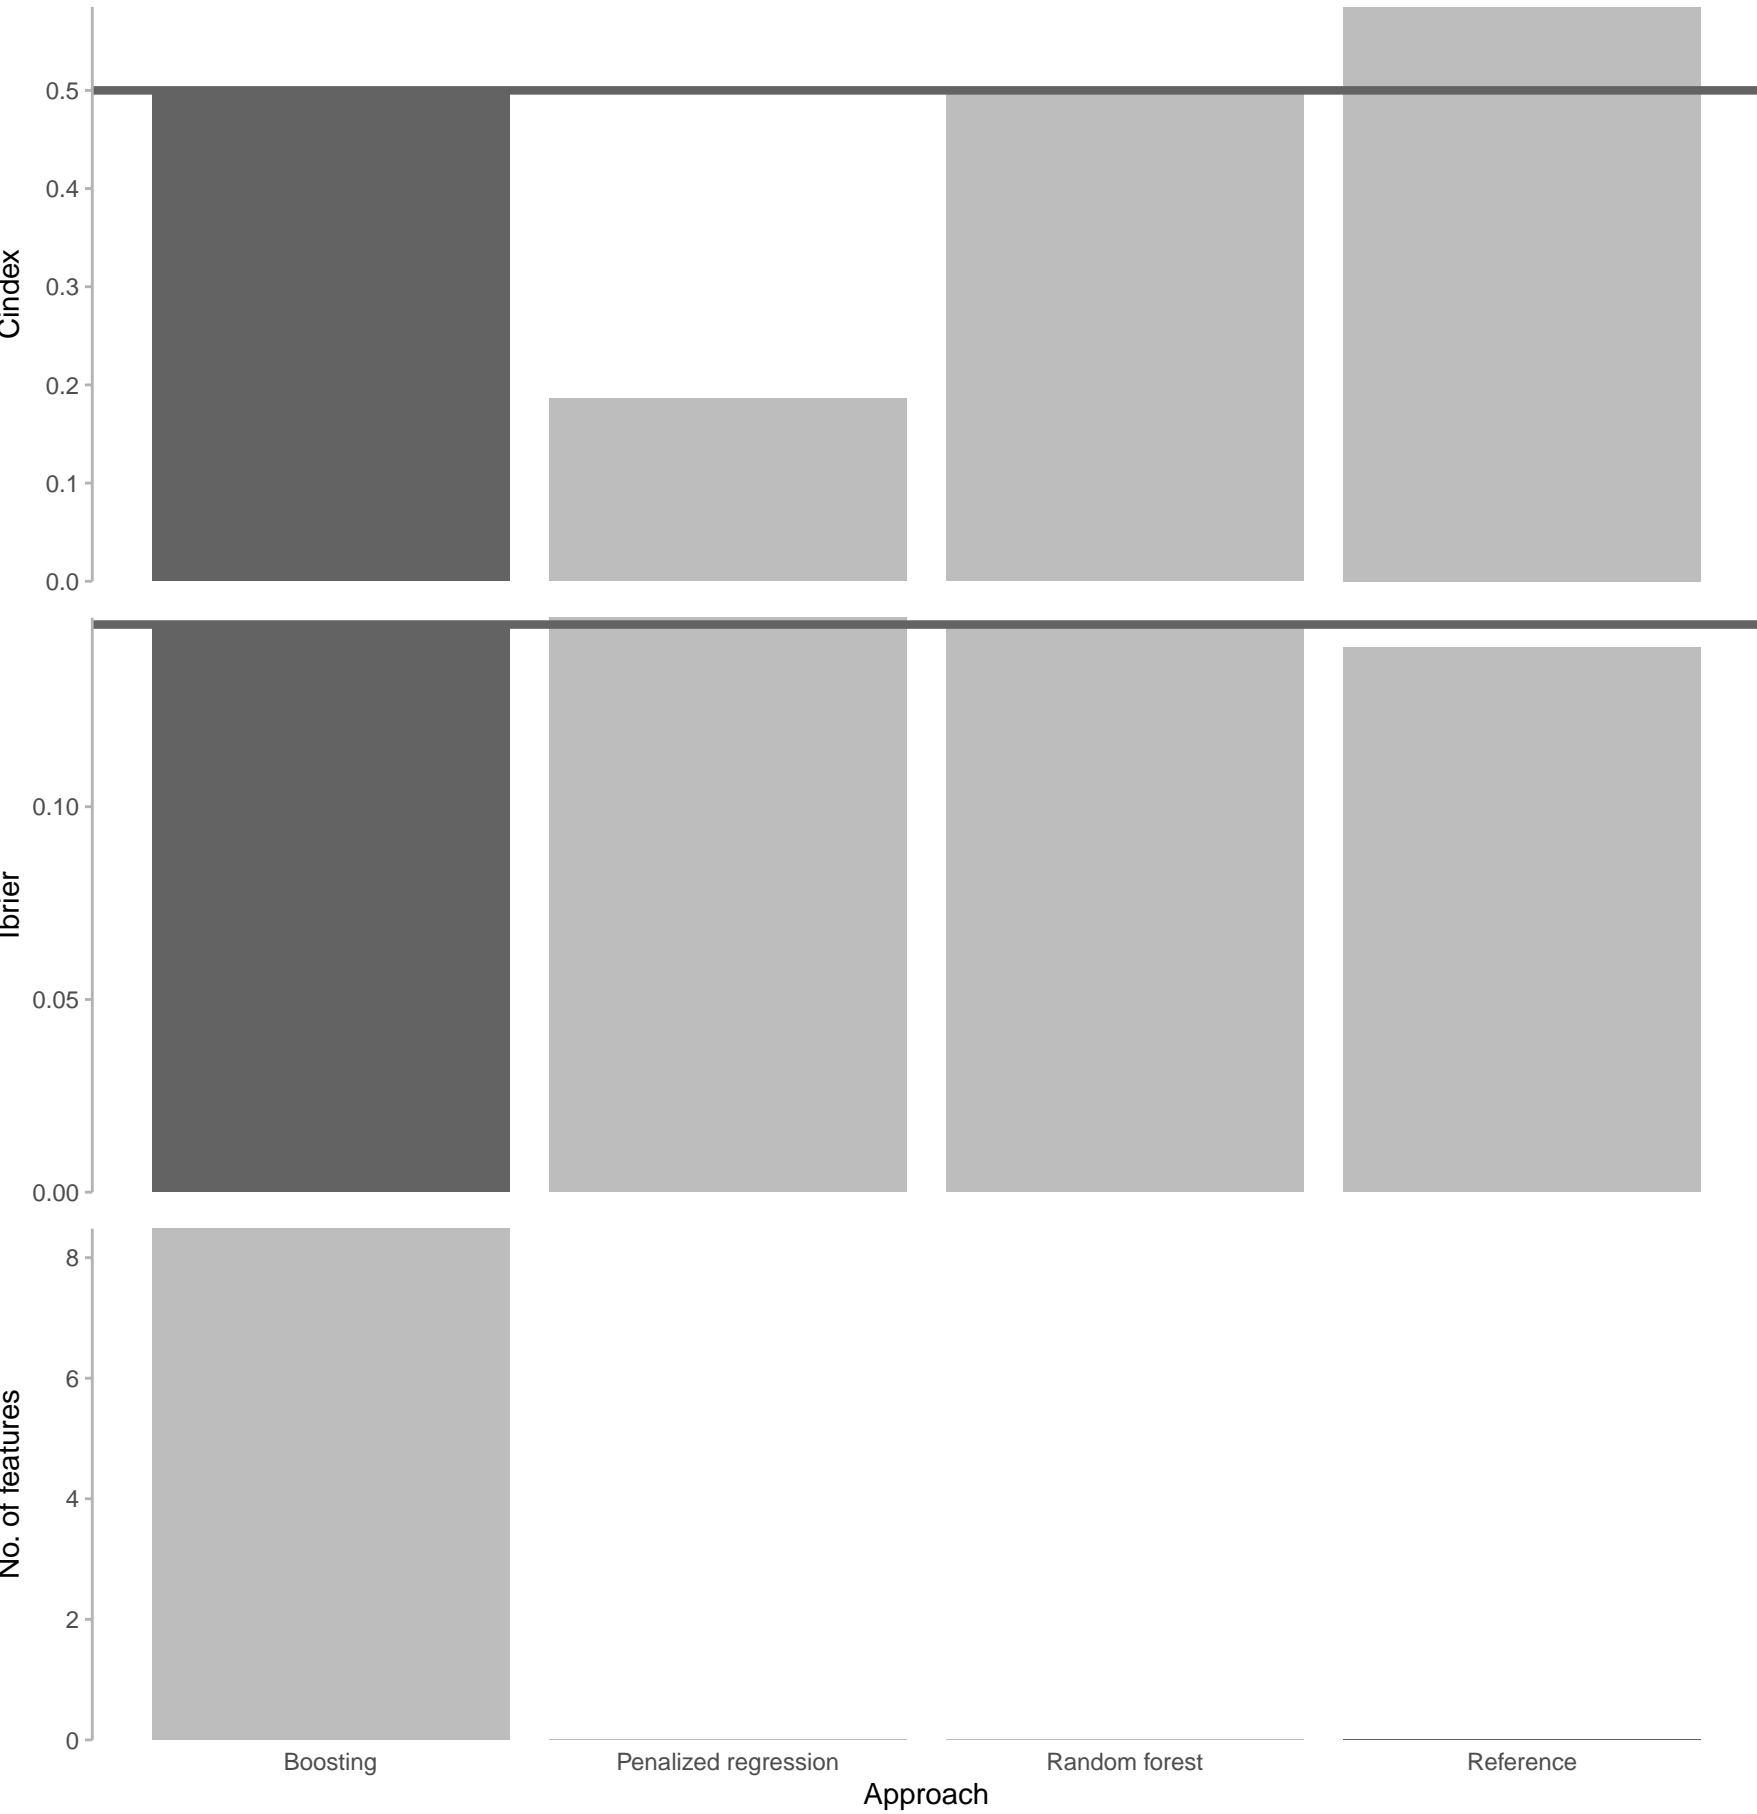 0.5
0.4
0.3
0.2
0.1
0.0
Cindex
0.10
0.05
0.00
Ibrier
8
6
4
2
0
No. of features
Boosting
Penalized regression
Random forest
Reference
Approach